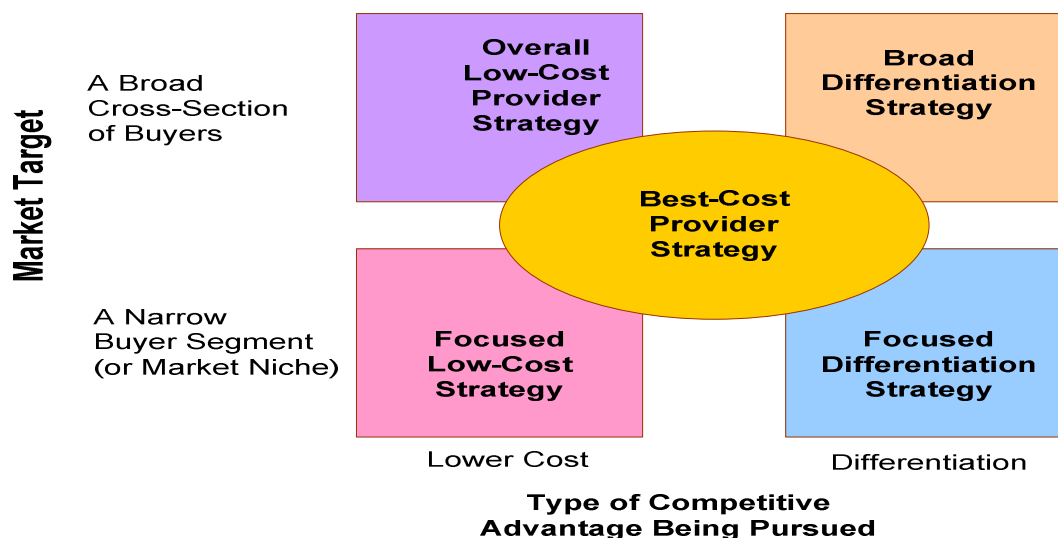 Market Target
A Broad
Cross-Section
of Buyers
Overall
Low-Cost
Provider
Strategy
Broad
Differentiation
Strategy
Best-Cost
Provider
Strategy
A Narrow
Buyer Segment
(or Market Niche)
Focused
Low-Cost
Strategy
Focused
Differentiation
Strategy
Lower Cost
Differentiation
Type of Competitive
Advantage Being Pursued